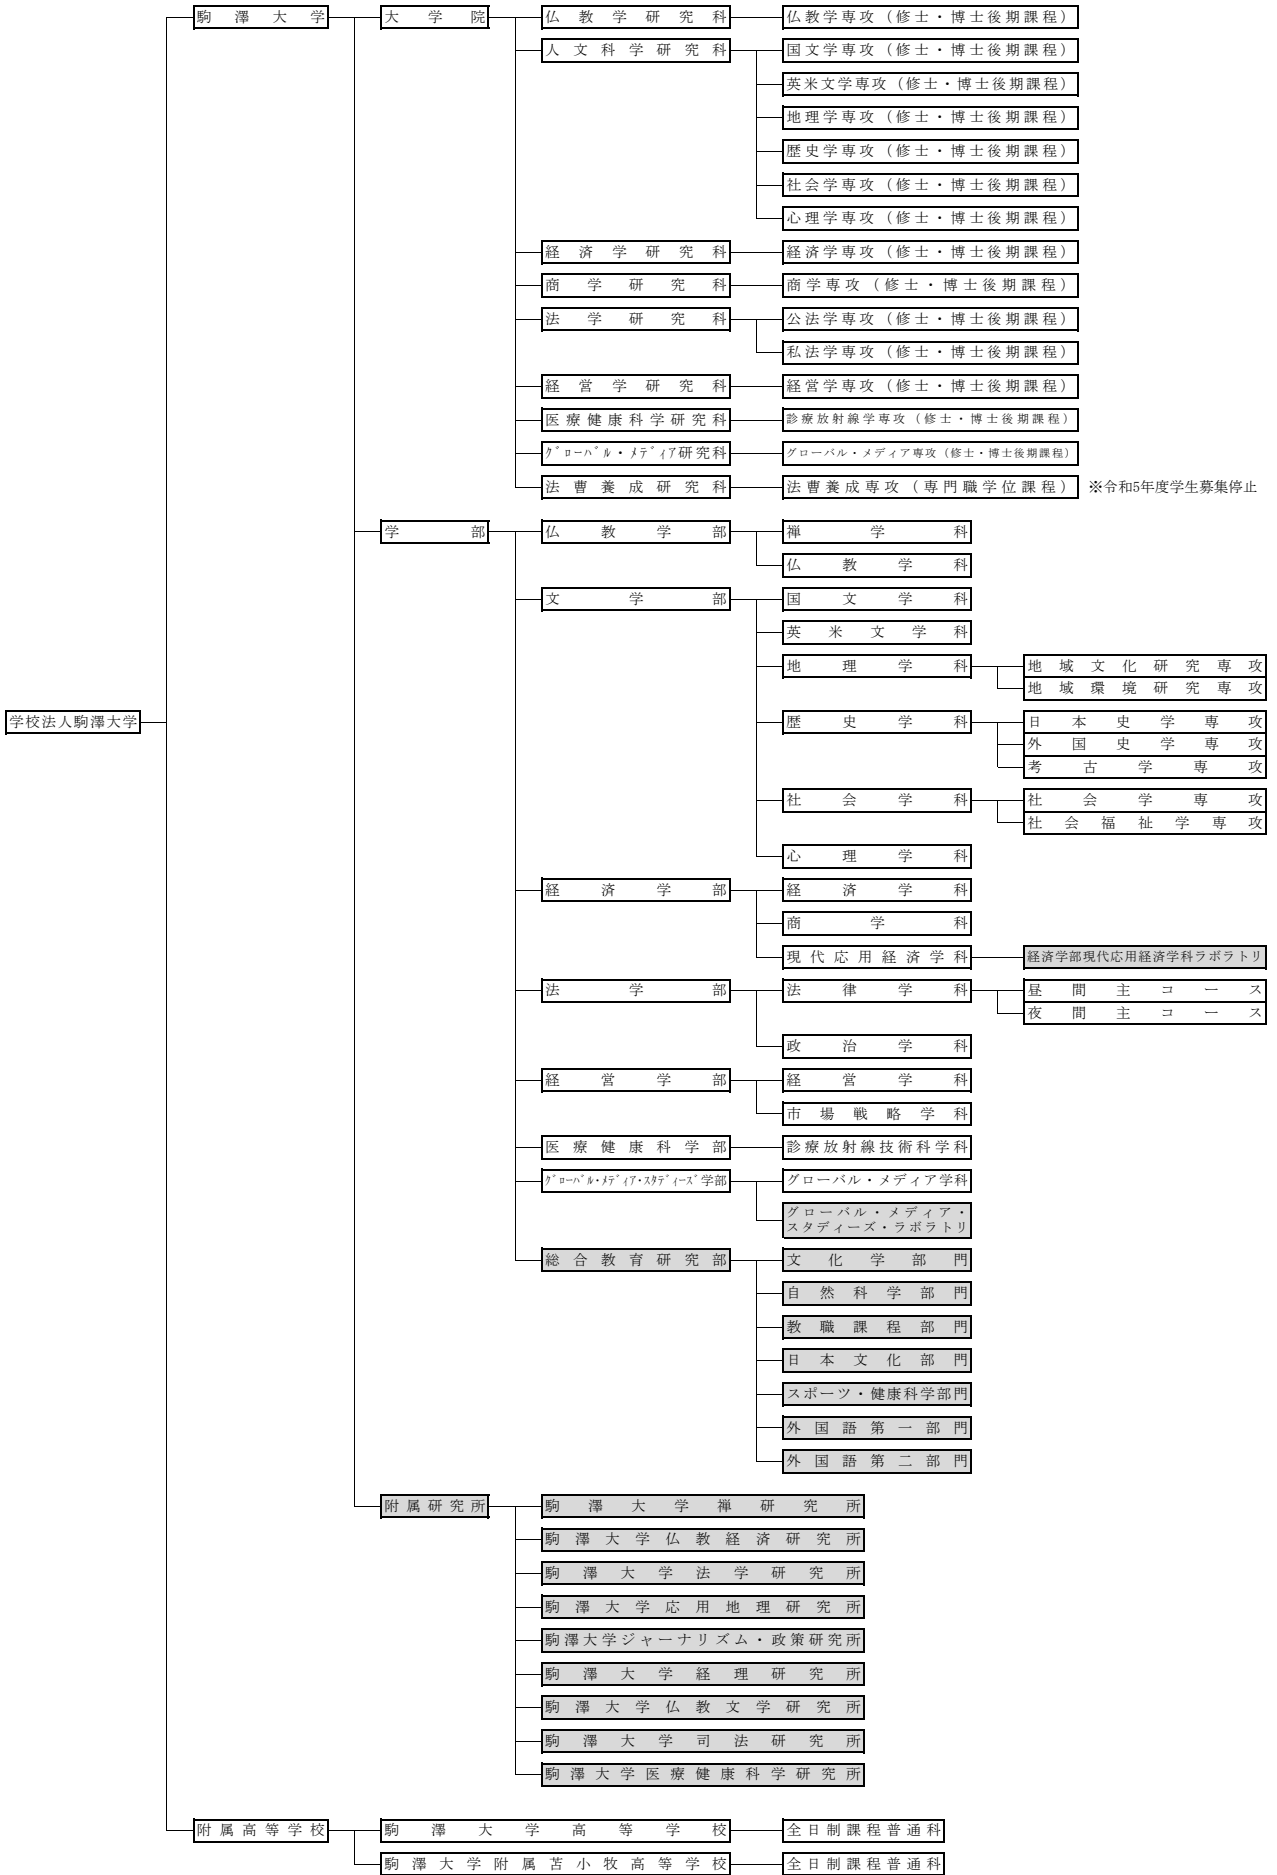 駒澤大学 大学院 仏教学研究科 仏教学専攻（修士・博士後期課程）
人文科学研究科 国文学専攻（修士・博士後期課程）
英米文学専攻（修士・博士後期課程）
地理学専攻（修士・博士後期課程）
歴史学専攻（修士・博士後期課程）
社会学専攻（修士・博士後期課程）
心理学専攻（修士・博士後期課程）
経済学研究科 経済学専攻（修士・博士後期課程）
商学研究科 商学専攻（修士・博士後期課程）
法学研究科 公法学専攻（修士・博士後期課程）
私法学専攻（修士・博士後期課程）
経営学研究科 経営学専攻（修士・博士後期課程）
医療健康科学研究科 診療放射線学専攻（修士・博士後期課程）
ｸﾞﾛｰﾊﾞﾙ・ﾒﾃﾞｨｱ研究科 グローバル・メディア専攻（修士・博士後期課程）
法曹養成研究科 法曹養成専攻（専門職学位課程） ※令和5年度学生募集停止
学部 仏教学部 禅学科
仏教学科
文学部 国文学科
英米文学科
地理学科 地域文化研究専攻
地域環境研究専攻
学校法人駒澤大学 歴史学科 日本史学専攻
外国史学専攻
考古学専攻
社会学科 社会学専攻
社会福祉学専攻
心理学科
経済学部 経済学科
商学科
現代応用経済学科 経済学部現代応用経済学科ラボラトリ
法学部 法律学科 昼間主コース
夜間主コース
政治学科
経営学部 経営学科
市場戦略学科
医療健康科学部 診療放射線技術科学科
ｸﾞﾛｰﾊﾞﾙ・ﾒﾃﾞｨｱ・ｽﾀﾃﾞｨｰｽﾞ学部 グローバル・メディア学科
グローバル・メディア・
スタディーズ・ラボラトリ
総合教育研究部 文化学部門
自然科学部門
教職課程部門
日本文化部門
スポーツ・健康科学部門
外国語第一部門
外国語第二部門
附属研究所 駒澤大学禅研究所
駒澤大学仏教経済研究所
駒澤大学法学研究所
駒澤大学応用地理研究所
駒澤大学ジャーナリズム・政策研究所
駒澤大学経理研究所
駒澤大学仏教文学研究所
駒澤大学司法研究所
駒澤大学医療健康科学研究所
附属高等学校 駒澤大学高等学校 全日制課程普通科
駒澤大学附属苫小牧高等学校 全日制課程普通科